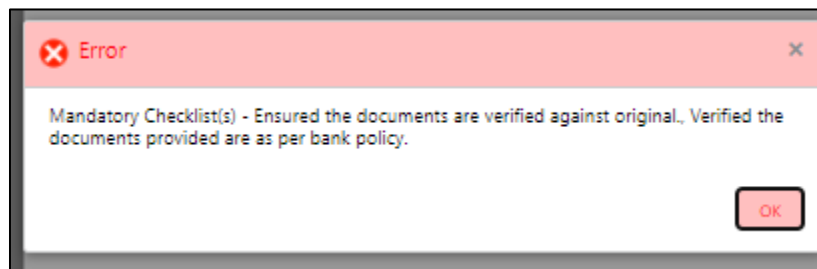 Error
Mandatory Checklist(s) - Ensured the documents are verified against original., Verified the
documents provided are as per bank policy.
OK